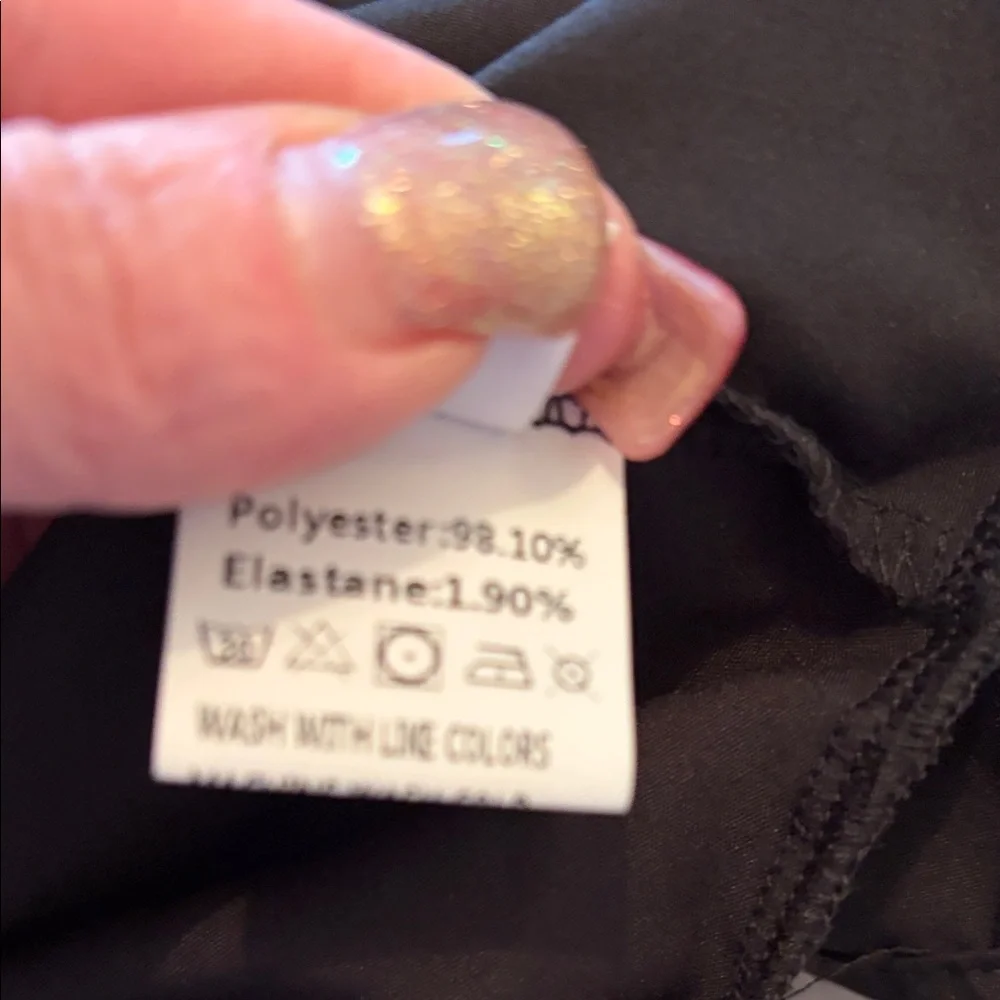 Polyester:98.10%
Elastane:1.90%
WASH WITH LIKE COLORS